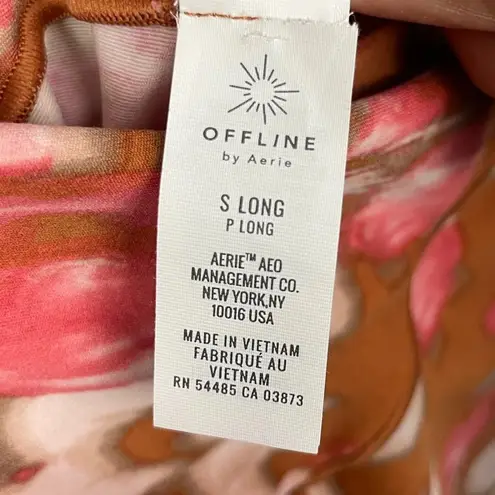 OFFLINE
by Aerie
S LONG
P LONG
AERIE™ AEO
MANAGEMENT CO.
NEW YORK,NY
10016 USA
MADE IN VIETNAM
FABRIQUÉ AU
VIETNAM
RN 54485 CA 03873